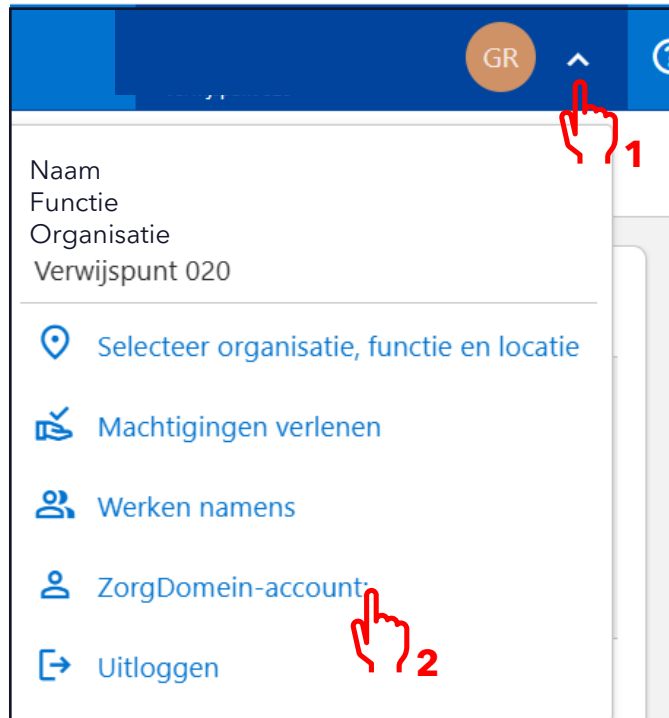 GR
1
Naam
Functie
Organisatie
Verwijspunt 020
Selecteer organisatie, functie en locatie
Machtigingen verlenen
Werken namens
ZorgDomein-account:
2
Uitloggen